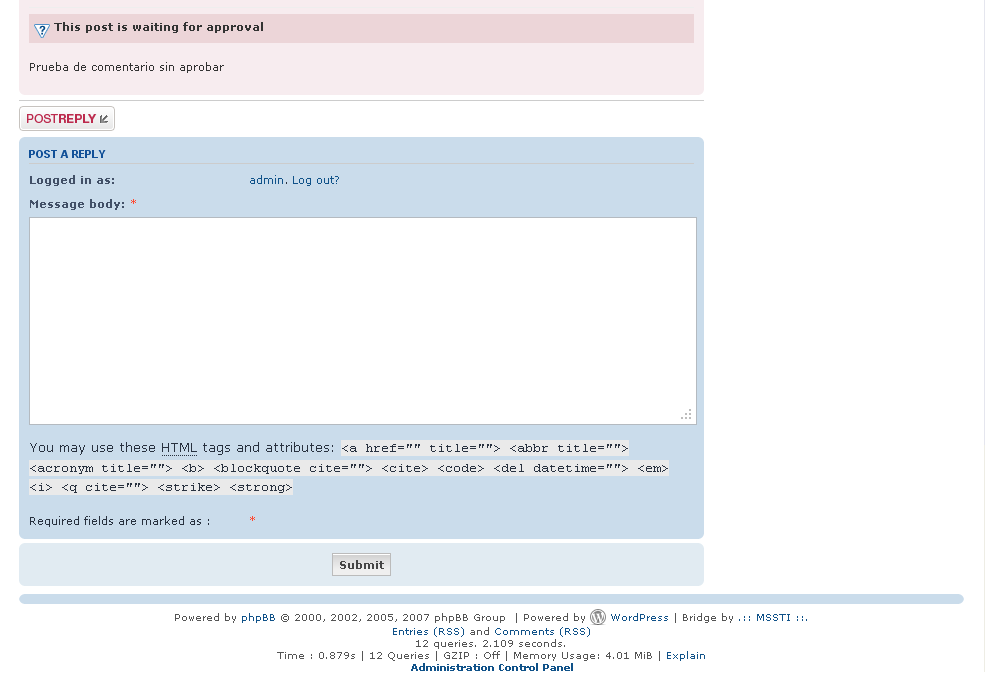 This post is waiting for approval
Prueba de comentario sin aprobar
POSTREPLY
POST A REPLY
Logged in as: admin. Log out?
Message body: *
You may use these HTML tags and attributes: <a href="" title=""> <abbr title="">
<acronym title=""> <b> <blockquote cite=""> <cite> <code> <del datetime=""> <em>
<i> <q cite=""> <strike> <strong>
Required fields are marked as : *
Submit
Powered by phpBB © 2000, 2002, 2005, 2007 phpBB Group | Powered by WordPress | Bridge by .:: MSSTI ::.
Entries (RSS) and Comments (RSS)
12 queries. 2.109 seconds.
Time : 0.879s | 12 Queries | GZIP : Off | Memory Usage: 4.01 MiB | Explain
Administration Control Panel